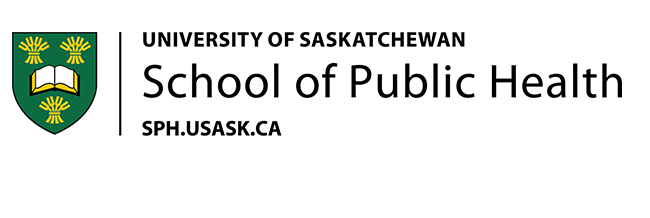 UNIVERSITY OF SASKATCHEWAN
School of Public Health
SPH.USASK.CA